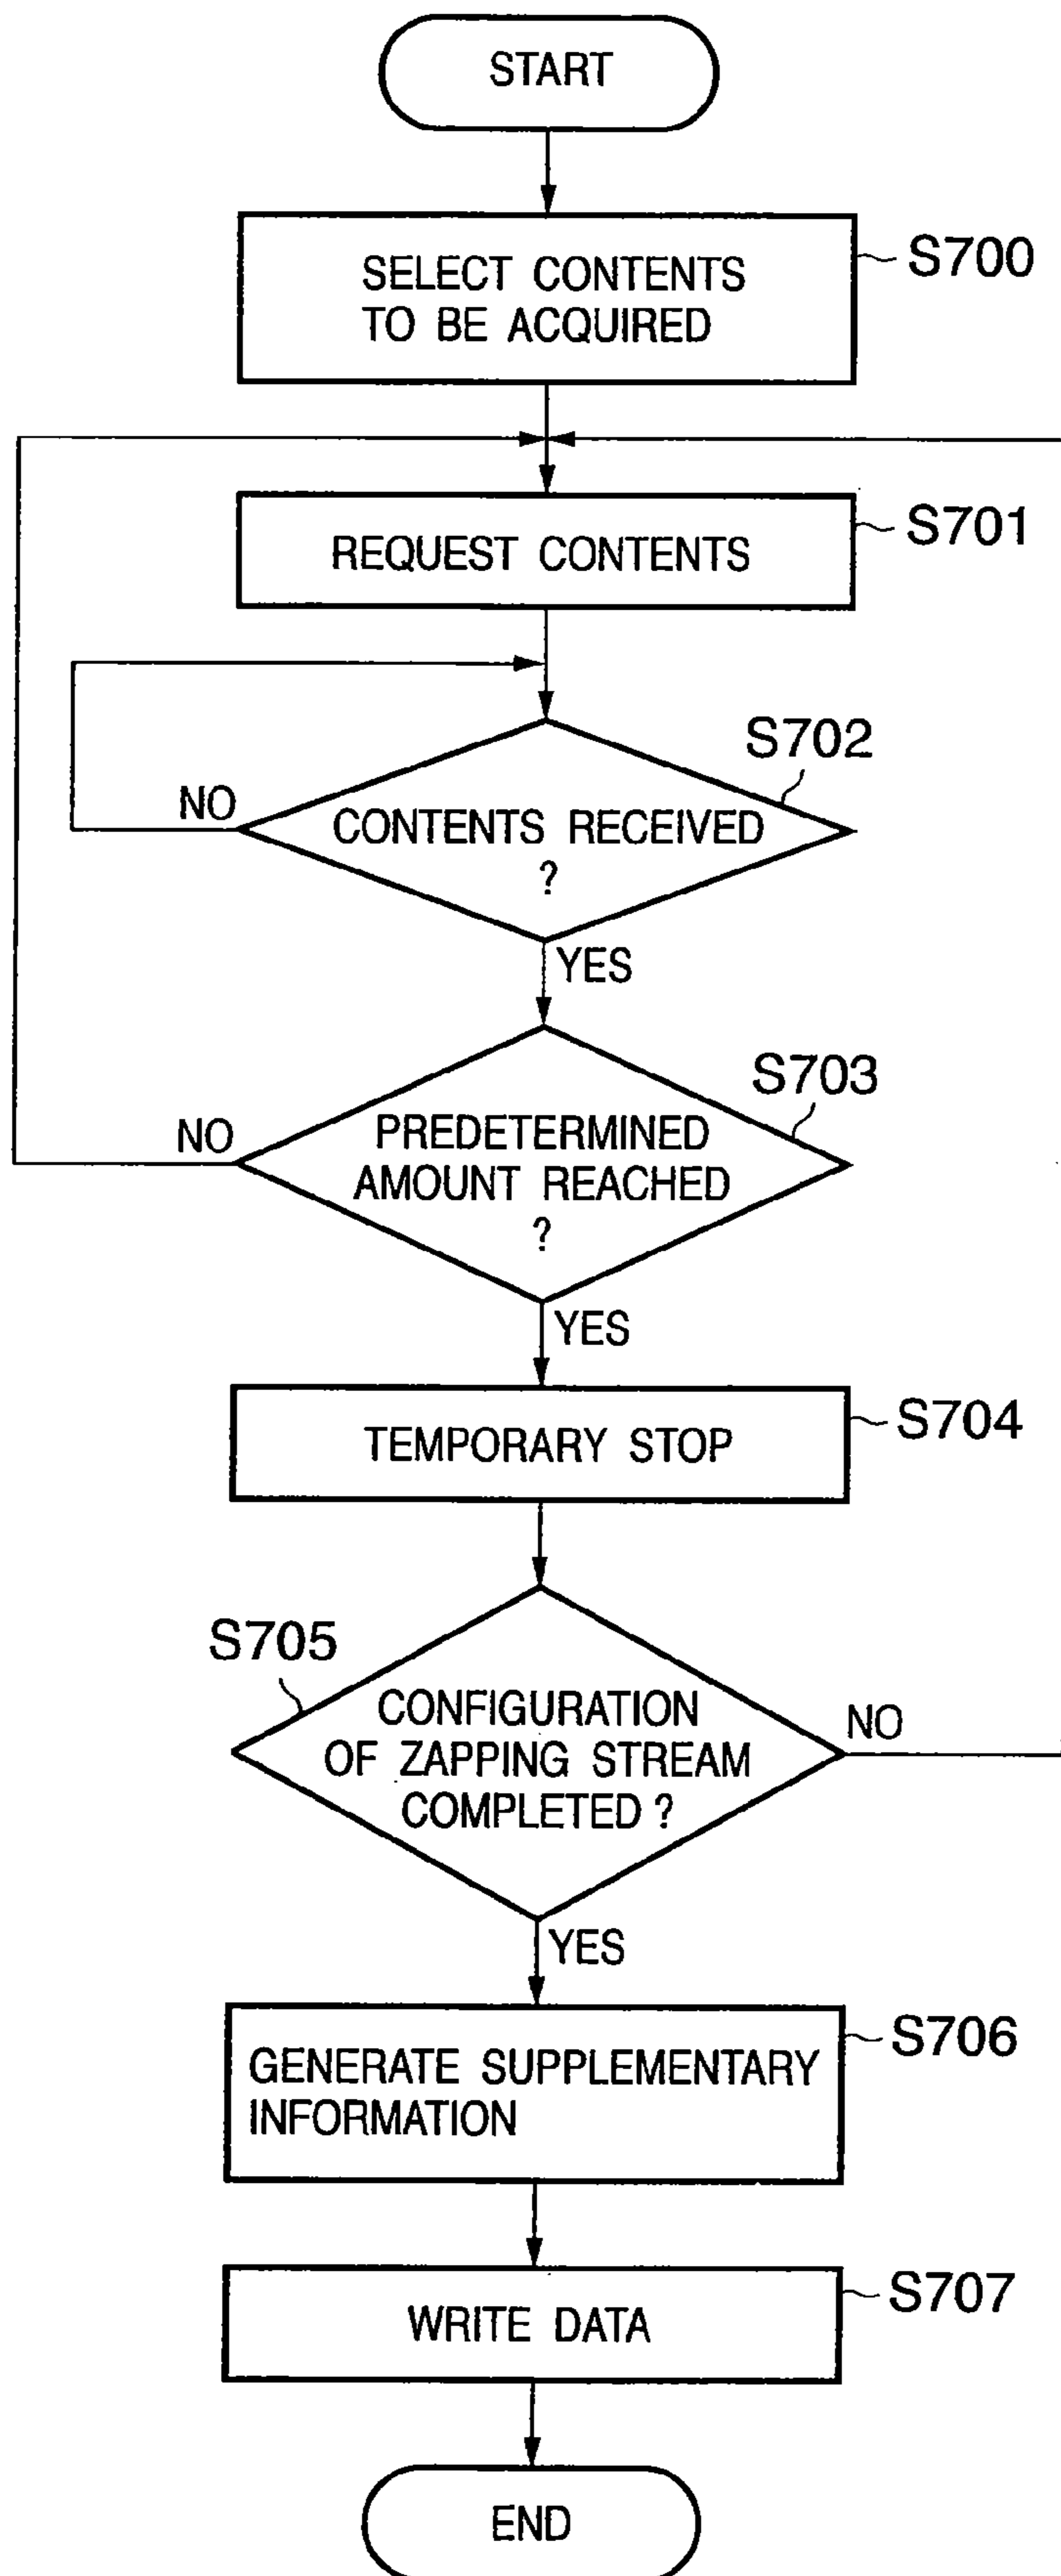 START
SELECT CONTENTS
TO BE ACQUIRED
S700
REQUEST CONTENTS
S701
S702
NO
CONTENTS RECEIVED
?
YES
S703
NO
PREDETERMINED
AMOUNT REACHED
?
YES
TEMPORARY STOP
S704
S705
CONFIGURATION
OF ZAPPING STREAM
COMPLETED ?
NO
YES
GENERATE SUPPLEMENTARY
INFORMATION
S706
WRITE DATA
S707
END